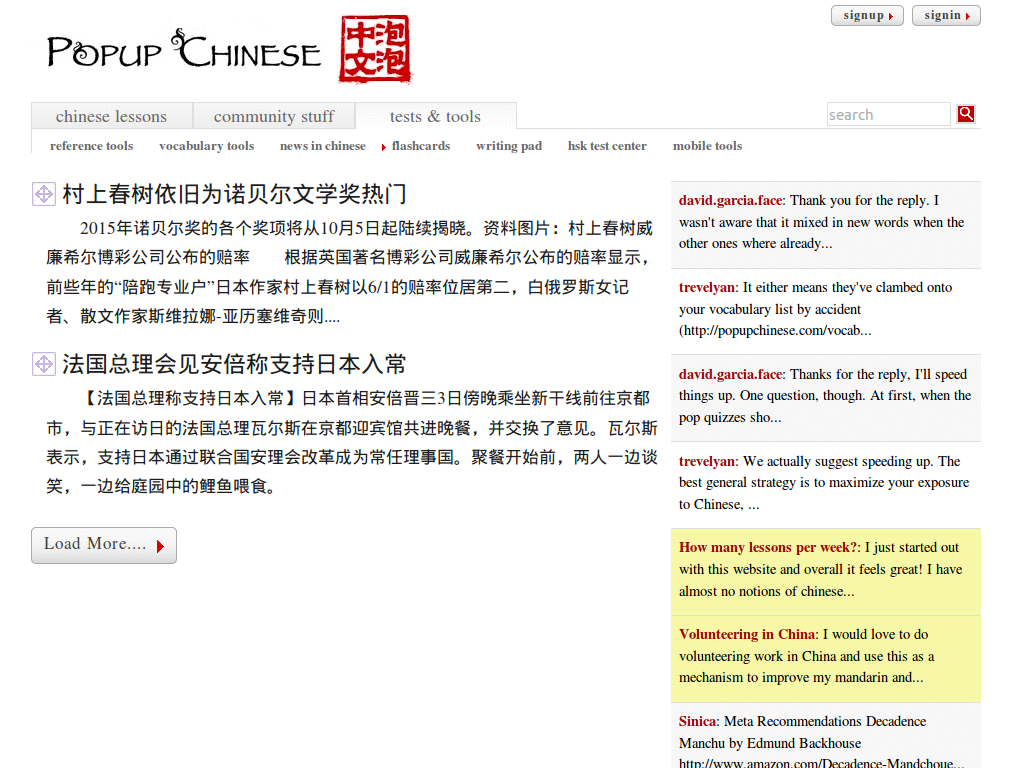 signup
signin
POPUP CHINESE
中泡
文泡
chinese lessons
community stuff
tests & tools
search
reference tools
vocabulary tools
news in chinese
flashcards
writing pad
hsk test center
mobile tools
村上春树依旧为诺贝尔文学奖热门
2015年诺贝尔奖的各个奖项将从10月5日起陆续揭晓。资料图片：村上春树威
廉希尔博彩公司公布的赔率　　根据英国著名博彩公司威廉希尔公布的赔率显示，
前些年的“陪跑专业户”日本作家村上春树以6/1的赔率位居第二，白俄罗斯女记
者、散文作家斯维拉娜-亚历塞维奇则....
法国总理会见安倍称支持日本入常
【法国总理称支持日本入常】日本首相安倍晋三3日傍晚乘坐新干线前往京都
市，与正在访日的法国总理瓦尔斯在京都迎宾馆共进晚餐，并交换了意见。瓦尔斯
表示，支持日本通过联合国安理会改革成为常任理事国。聚餐开始前，两人一边谈
笑，一边给庭园中的鲤鱼喂食。
Load More....
david.garcia.face: Thank you for the reply. I
wasn't aware that it mixed in new words when the
other ones where already...
trevelyan: It either means they've clambed onto
your vocabulary list by accident
(http://popupchinese.com/vocab...
david.garcia.face: Thanks for the reply, I'll speed
things up. One question, though. At first, when the
pop quizzes sho...
trevelyan: We actually suggest speeding up. The
best general strategy is to maximize your exposure
to Chinese, ...
How many lessons per week?: I just started out
with this website and overall it feels great! I have
almost no notions of chinese...
Volunteering in China: I would love to do
volunteering work in China and use this as a
mechanism to improve my mandarin and...
Sinica: Meta Recommendations Decadence
Manchu by Edmund Backhouse
http://www.amazon.com/Decadence-Mandchoue...